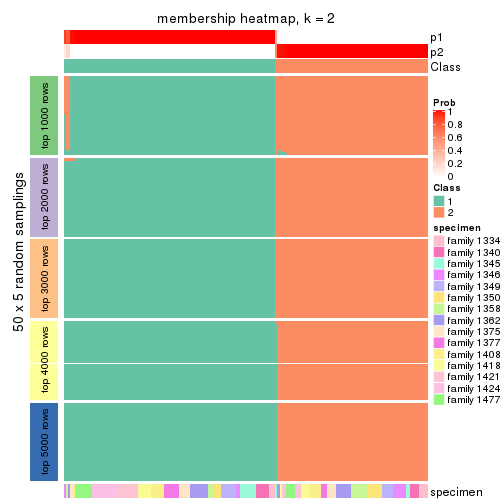 membership heatmap, k = 2
p1
p2
Class
50 x 5 random samplings
top 1000 rows
top 2000 rows
top 3000 rows
top 4000 rows
top 5000 rows
specimen
Prob
1
0.8
0.6
0.4
0.2
0
Class
1
2
specimen
family 1334
family 1340
family 1345
family 1346
family 1349
family 1350
family 1358
family 1362
family 1375
family 1377
family 1408
family 1418
family 1421
family 1424
family 1477